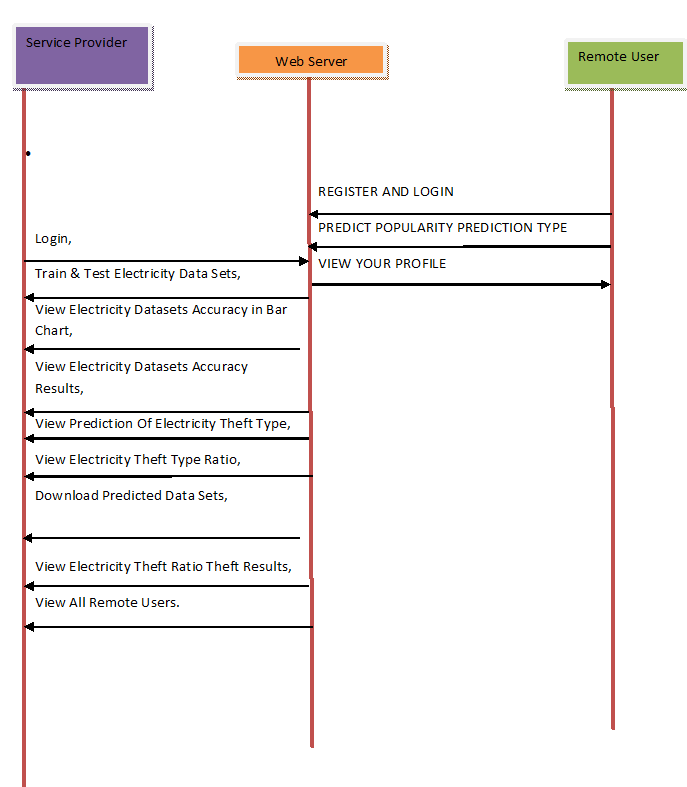 Service Provider
Web Server
Remote User
REGISTER AND LOGIN
PREDICT POPULARITY PREDICTION TYPE
VIEW YOUR PROFILE
Login,
Train & Test Electricity Data Sets,
View Electricity Datasets Accuracy in Bar
Chart,
View Electricity Datasets Accuracy
Results,
View Prediction Of Electricity Theft Type,
View Electricity Theft Type Ratio,
Download Predicted Data Sets,
View Electricity Theft Ratio Theft Results,
View All Remote Users.